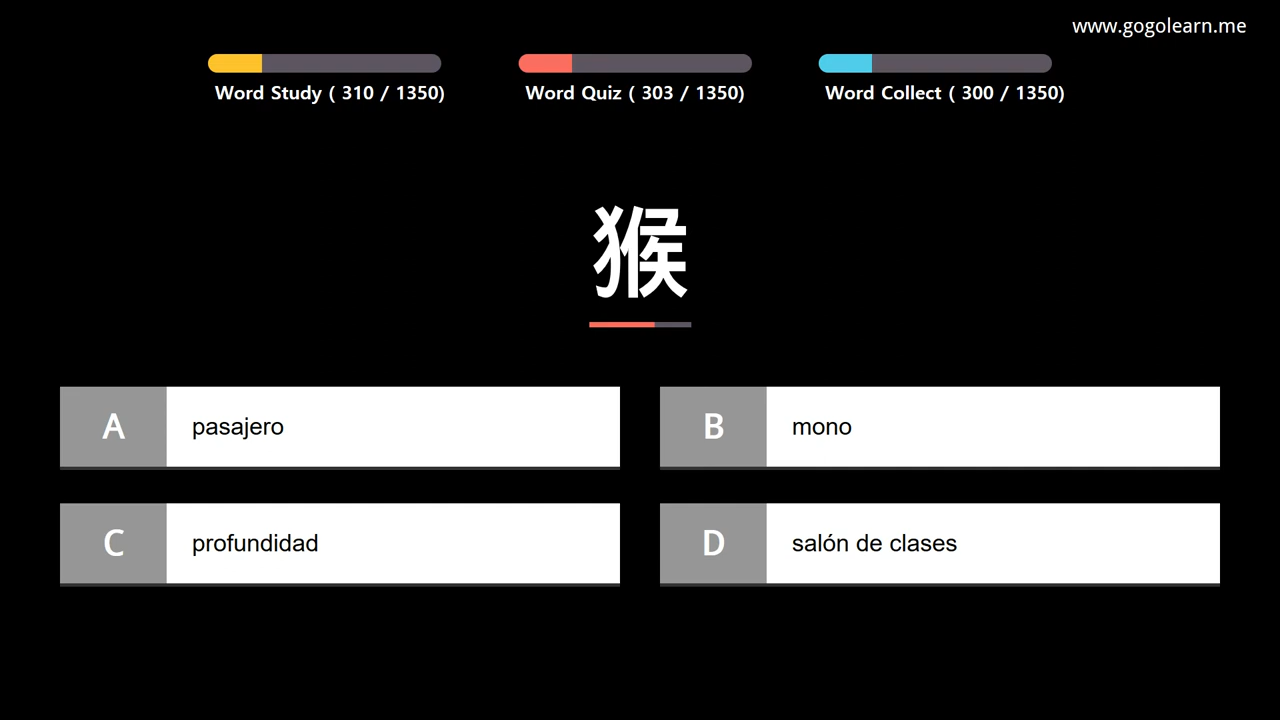 www.gogolearn.me
Word Study ( 310 / 1350)
Word Quiz ( 303 / 1350)
Word Collect ( 300 / 1350)
猴
A pasajero
B mono
C profundidad
D salón de clases